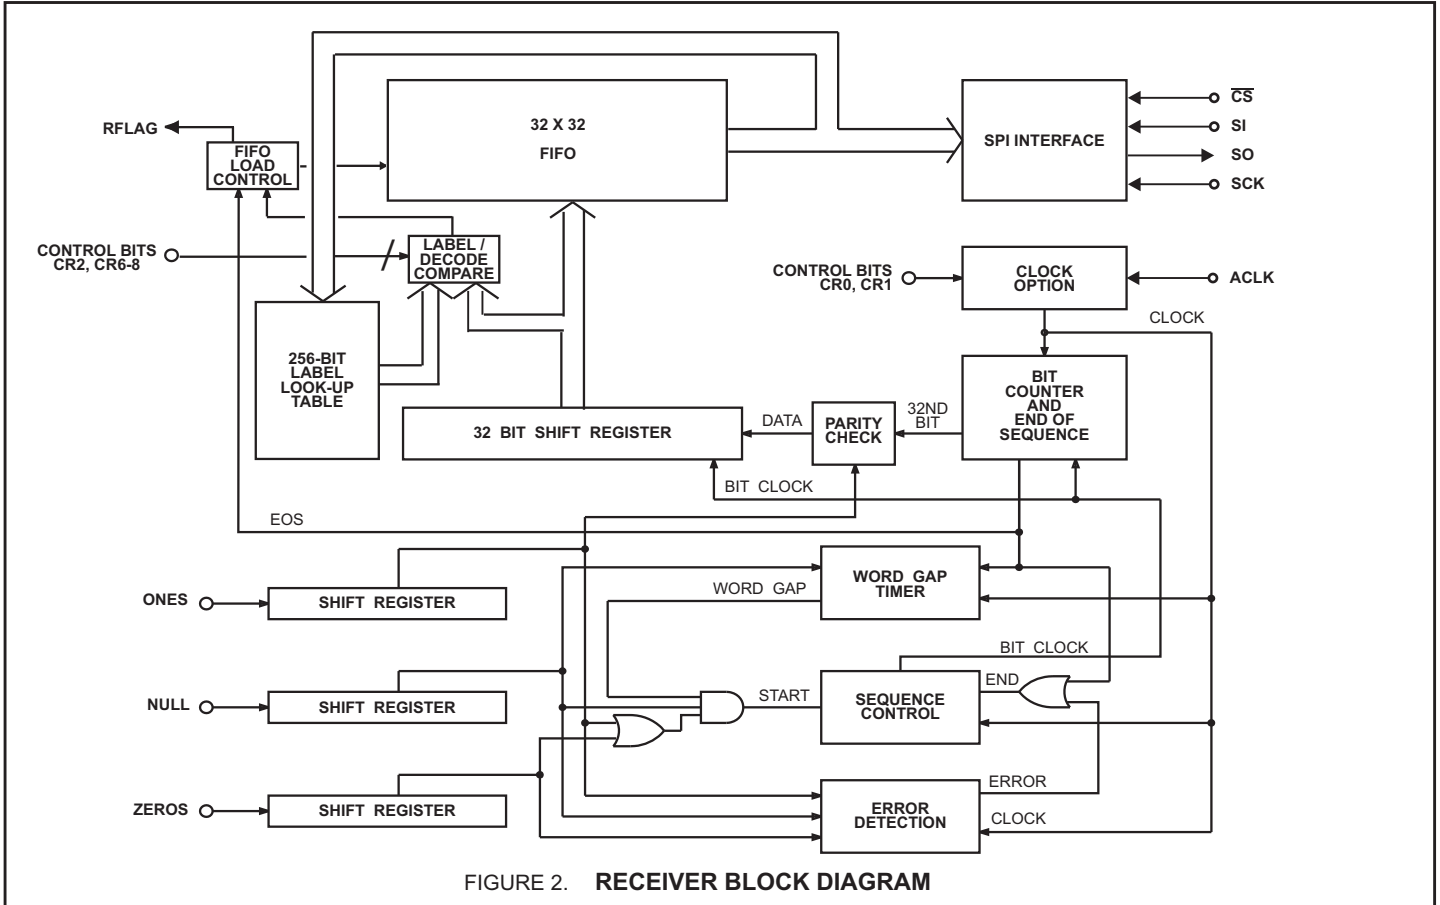 32 X 32
FIFO
SPI INTERFACE
CS
SI
SO
SCK
RFLAG
FIFO
LOAD
CONTROL
CONTROL BITS
CR2, CR6-8
LABEL /
DECODE
COMPARE
CONTROL BITS
CR0, CR1
CLOCK
OPTION
ACLK
CLOCK
256-BIT
LABEL
LOOK-UP
TABLE
BIT
COUNTER
AND
END OF
SEQUENCE
32 BIT SHIFT REGISTER
DATA
PARITY
CHECK
32ND
BIT
BIT CLOCK
EOS
ONES
SHIFT REGISTER
WORD GAP
WORD GAP
TIMER
BIT CLOCK
NULL
SHIFT REGISTER
START
SEQUENCE
CONTROL
END
ZEROS
SHIFT REGISTER
ERROR
DETECTION
ERROR
CLOCK
FIGURE 2. RECEIVER BLOCK DIAGRAM